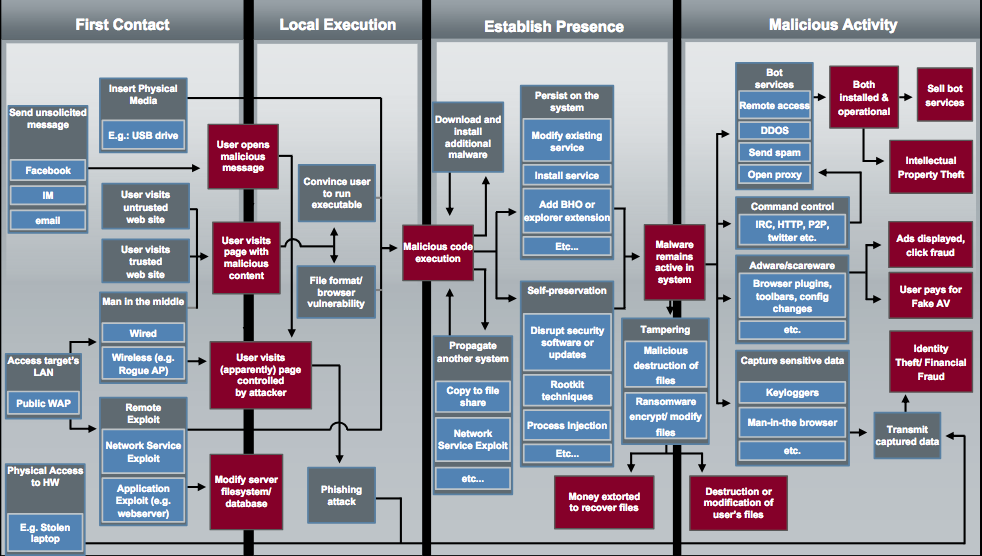 First Contact
Local Execution
Establish Presence
Malicious Activity
Send unsolicited
message
Facebook
IM
email
Insert Physical
Media
E.g.: USB drive
User visits
untrusted web
site
User visits
trusted
web site
Man in the middle
Wired
Wireless (e.g.
Rogue AP)
Access target's
LAN
Public WAP
Remote
Exploit
Network Service
Exploit
Application
Exploit (e.g.
webserver)
Physical Access
to HW
E.g. Stolen
laptop
User opens
malicious
message
User visits
page with
malicious
content
User visits
(apparently) page
controlled
by attacker
Modify server
filesystem/
database
Convince user
to run
executable
File format/
browser
vulnerability
Phishing
attack
Malicious code
execution
Download and
install
additional
malware
Propagate
another system
Copy to file
share
Network
Service Exploit
etc...
Persist on the
system
Modify existing
service
Install service
Add BHO or
explorer extension
Etc...
Self-preservation
Disrupt security
software or
updates
Rootkit
techniques
Process Injection
Etc...
Malware
remains
active in
system
Tampering
Malicious
destruction of
files
Ransomware
encrypt/ modify
files
Money extorted
to recover files
Destruction or
modification of
user's files
Bot
services
Remote access
DDOS
Send spam
Open proxy
Both
installed &
operational
Sell bot
services
Intellectual
Property Theft
Command control
IRC, HTTP, P2P,
twitter etc.
Adware/scareware
Browser plugins,
toolbars, config
changes
etc.
Ads displayed,
click fraud
User pays for
Fake AV
Capture sensitive data
Keyloggers
Man-in-the browser
etc.
Identity
Theft/ Financial
Fraud
Transmit
captured data